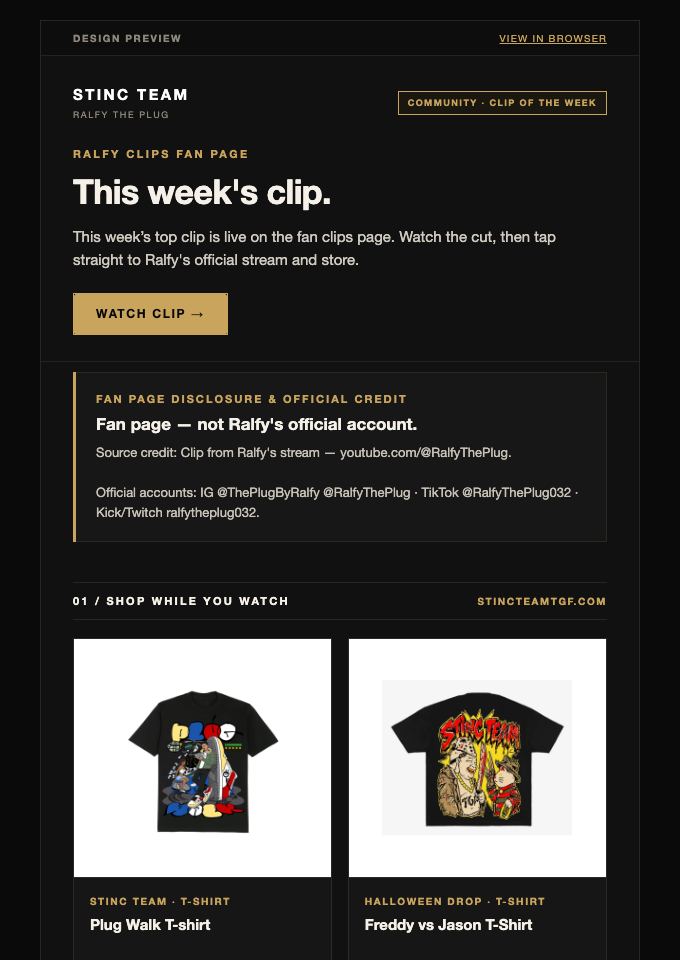 DESIGN PREVIEW
VIEW IN BROWSER
STINC TEAM
RALFY THE PLUG
COMMUNITY · CLIP OF THE WEEK
RALFY CLIPS FAN PAGE
This week's clip.
This week’s top clip is live on the fan clips page. Watch the cut, then tap
straight to Ralfy's official stream and store.
WATCH CLIP →
FAN PAGE DISCLOSURE & OFFICIAL CREDIT
Fan page — not Ralfy's official account.
Source credit: Clip from Ralfy's stream — youtube.com/@RalfyThePlug.
Official accounts: IG @ThePlugByRalfy @RalfyThePlug · TikTok @RalfyThePlug032 ·
Kick/Twitch ralfytheplug032.
01 / SHOP WHILE YOU WATCH
STINCTEAMTGF.COM
STINC TEAM
STINC TEAM · T-SHIRT
Plug Walk T-shirt
HALLOWEEN DROP · T-SHIRT
Freddy vs Jason T-Shirt